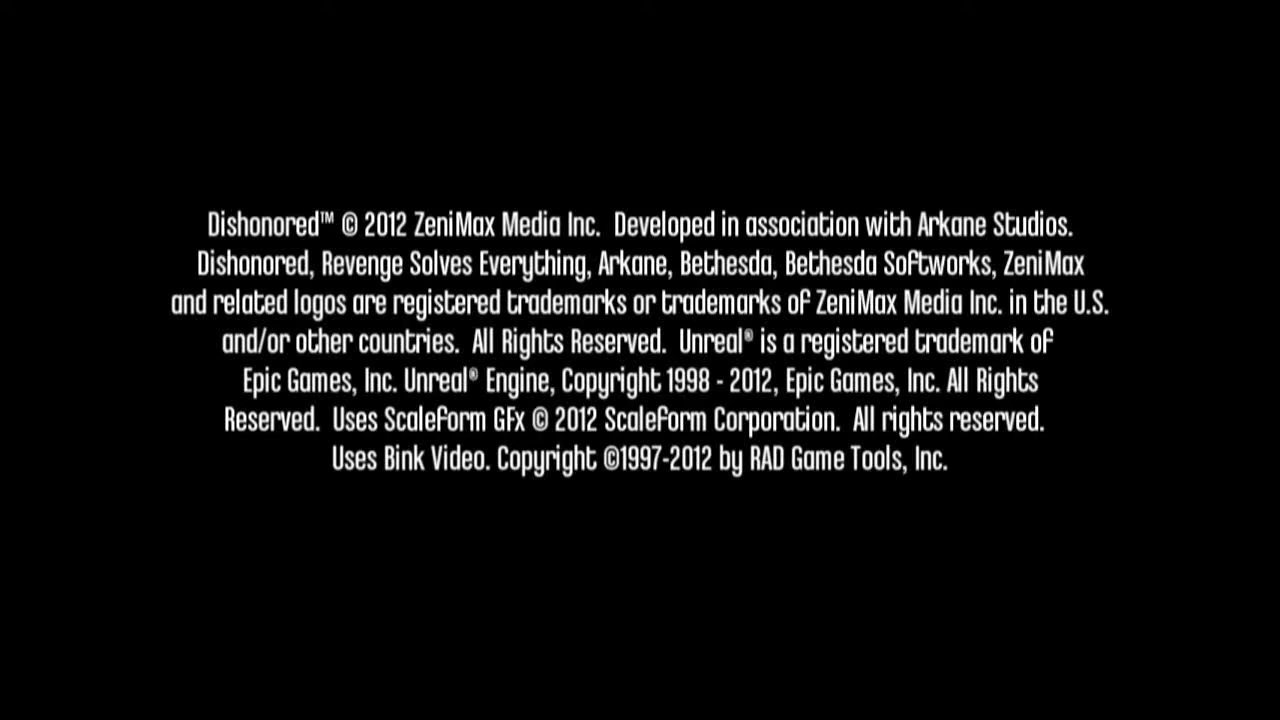 Dishonored™ © 2012 ZeniMax Media Inc.  Developed in association with Arkane Studios.
Dishonored, Revenge Solves Everything, Arkane, Bethesda, Bethesda Softworks, ZeniMax
and related logos are registered trademarks or trademarks of ZeniMax Media Inc. in the U.S.
and/or other countries.  All Rights Reserved.  Unreal® is a registered trademark of
Epic Games, Inc. Unreal® Engine, Copyright 1998 - 2012, Epic Games, Inc. All Rights
Reserved.  Uses Scaleform GFx © 2012 Scaleform Corporation.  All rights reserved.
Uses Bink Video. Copyright ©1997-2012 by RAD Game Tools, Inc.